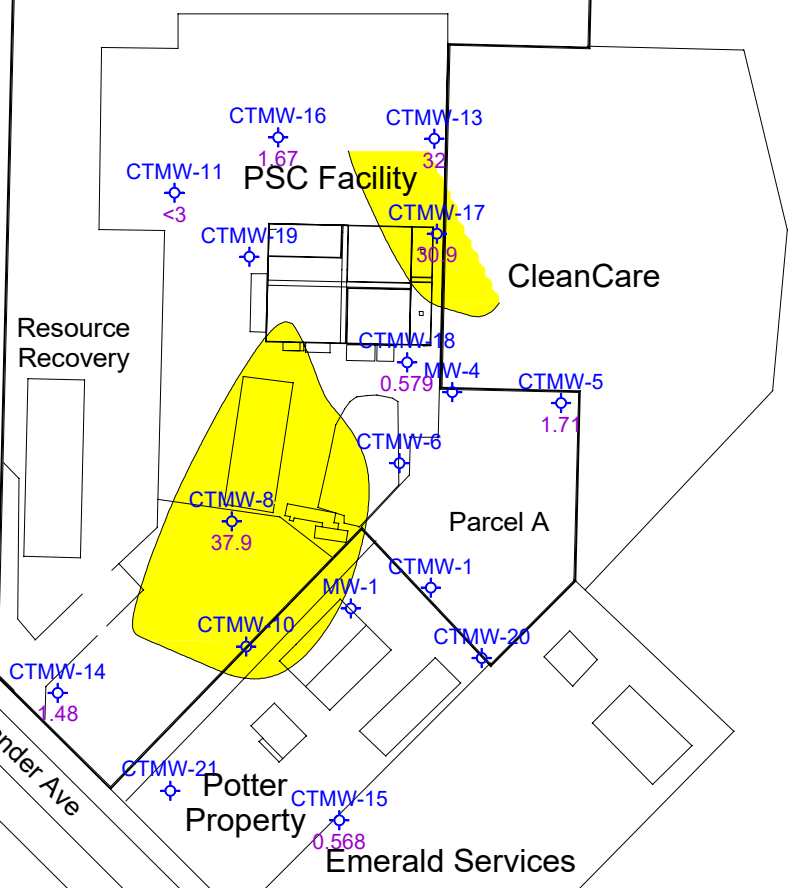 CTMW-16
1.67
CTMW-13
32
CTMW-11
<3
PSC Facility
CTMW-17
30.9
CTMW-19
CleanCare
Resource
Recovery
CTMW-18
0.579
MW-4
CTMW-5
1.71
CTMW-6
CTMW-8
37.9
Parcel A
CTMW-1
MW-1
CTMW-10
CTMW-20
CTMW-14
1.48
nder Ave
CTMW-21
Potter
Property
CTMW-15
0.568
Emerald Services